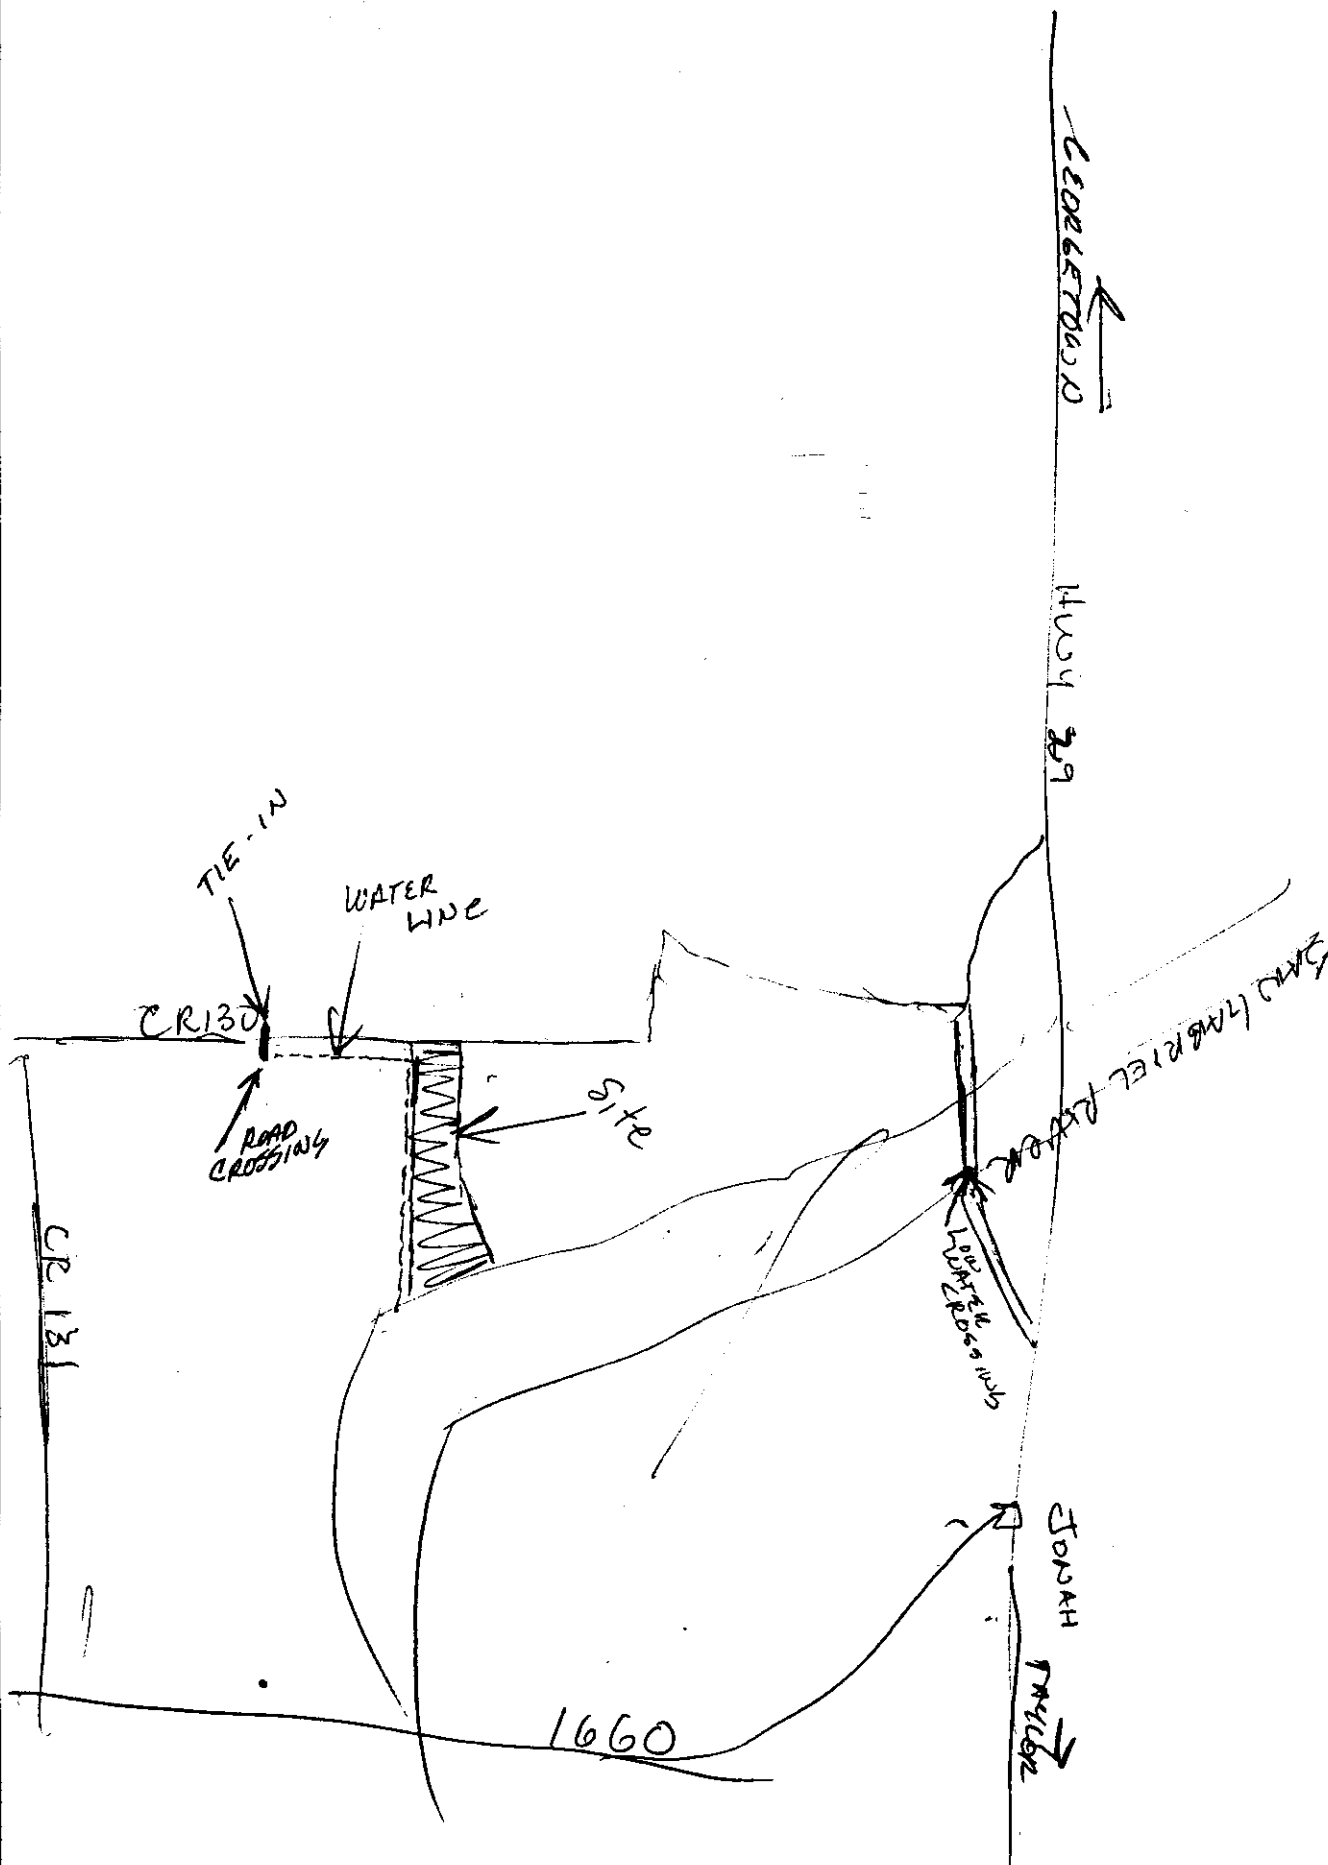 GEORGETOWN
Hwy 29
TIE-IN
WATER
LINE
CR130
SAN GABRIEL RIVER
Site
ROAD
CROSSING
LOW
WATER
CROSSING
CR 131
JONAH
TAYLOR
1660